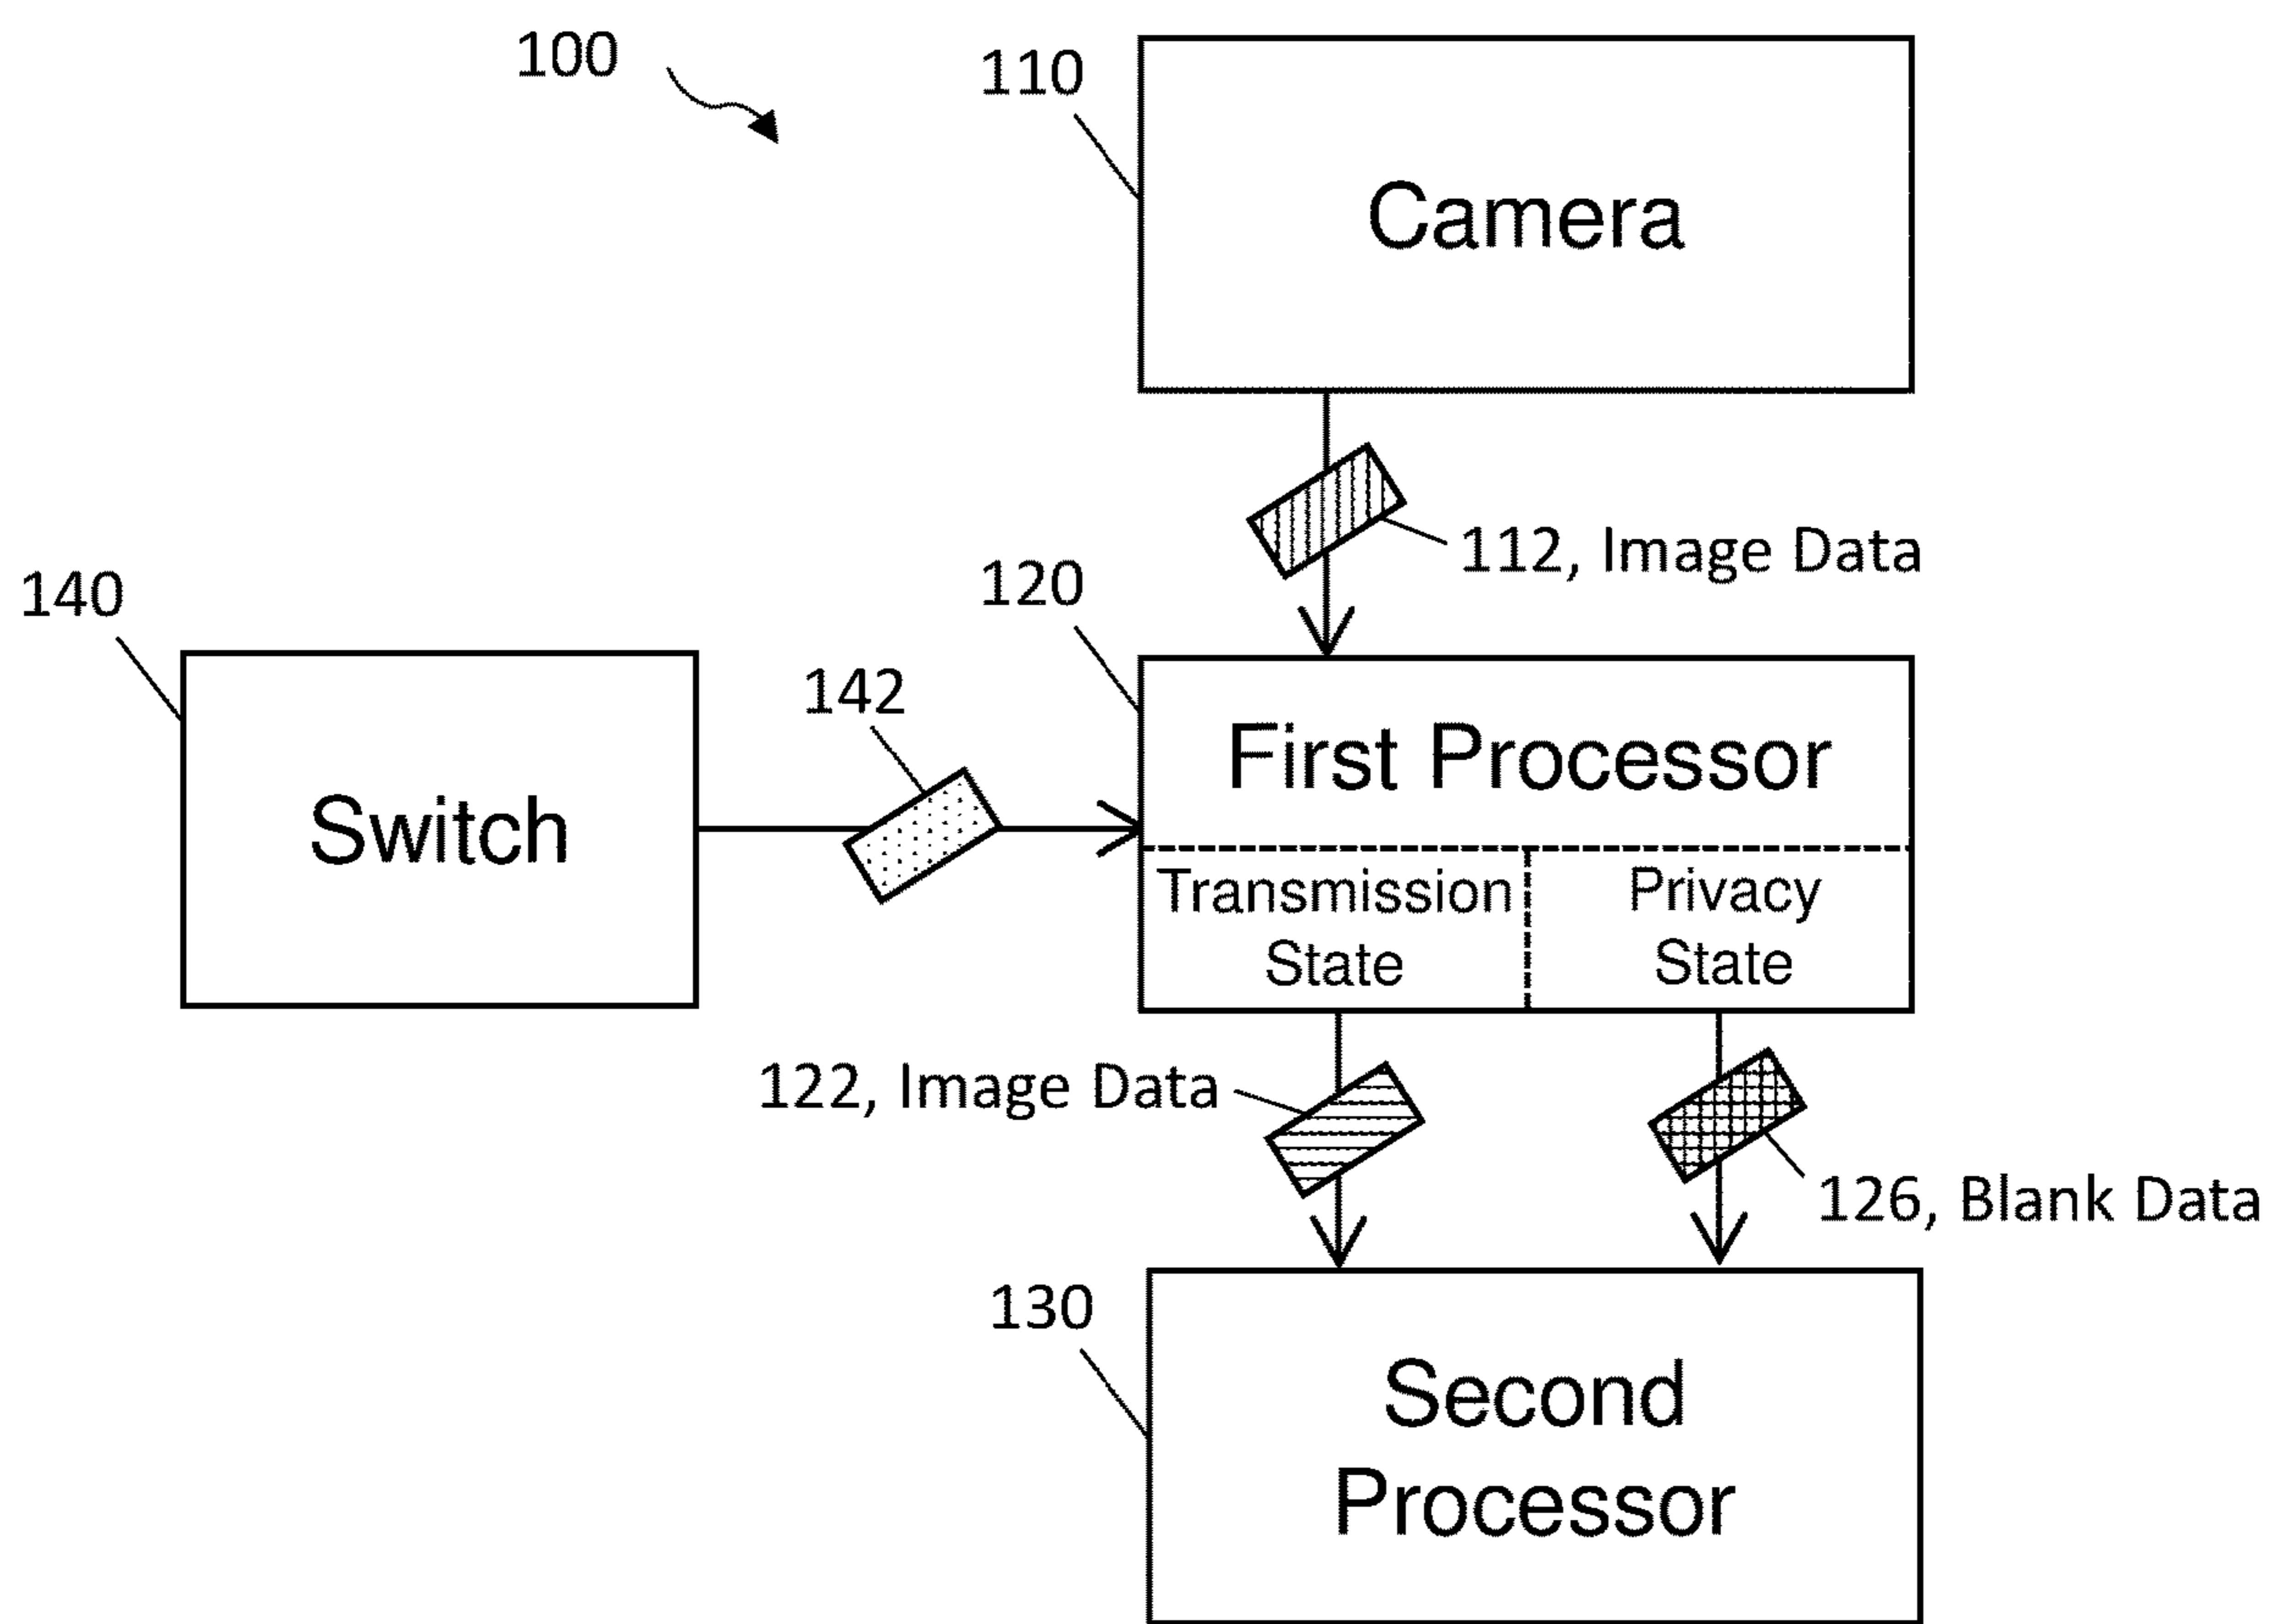 100
110
Camera
112, Image Data
140
120
142
Switch
First Processor
Transmission
State
Privacy
State
122, Image Data
126, Blank Data
130
Second
Processor